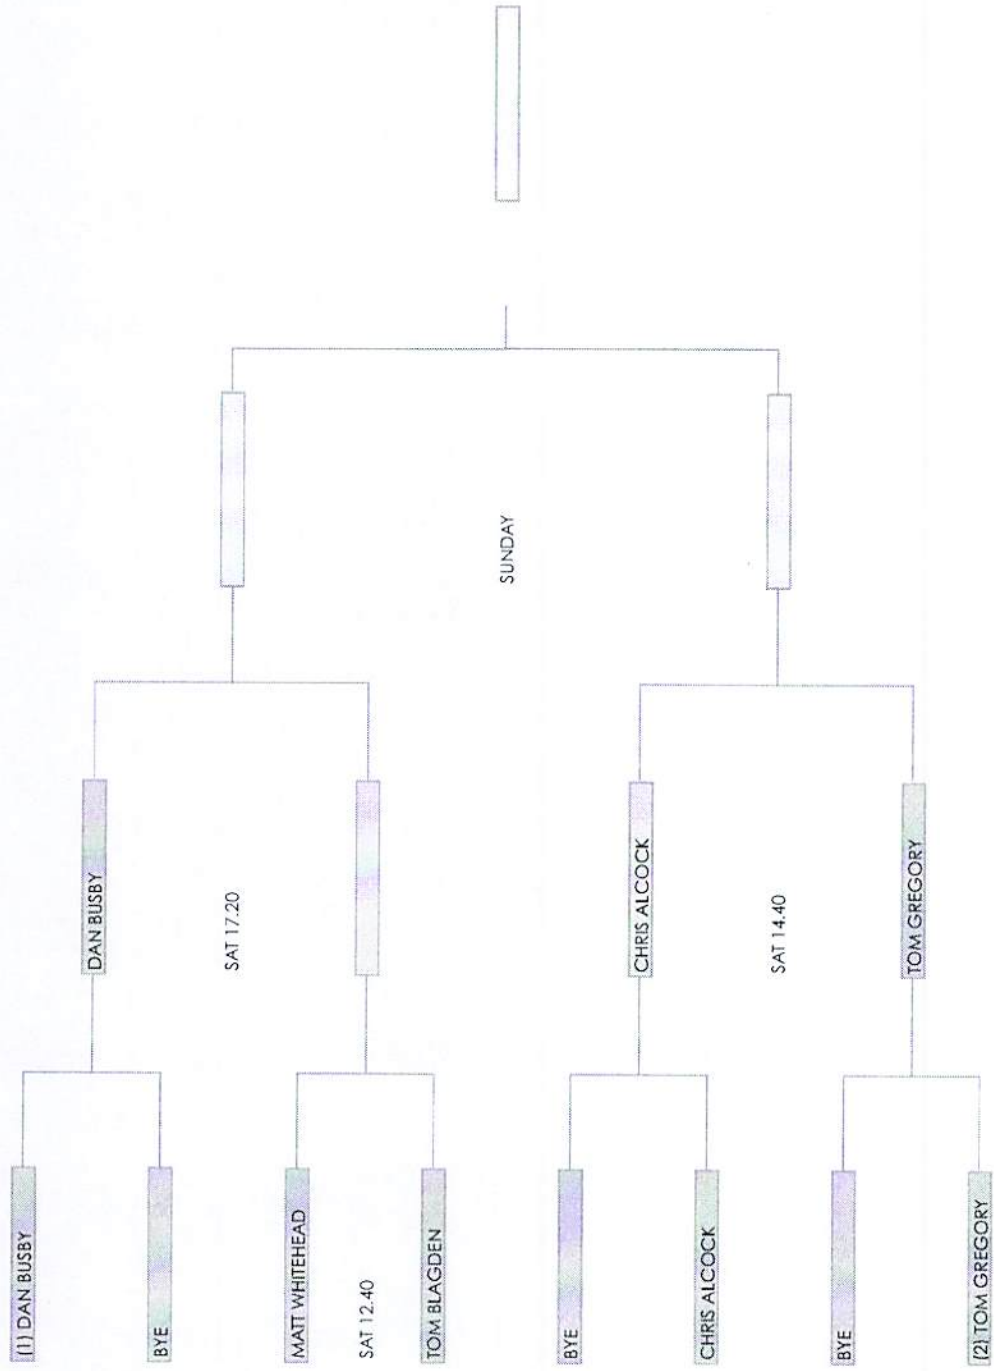 (1) DAN BUSBY
BYE
MATT WHITEHEAD
SAT 12.40
TOM BLAGDEN
BYE
CHRIS ALCOCK
BYE
(2) TOM GREGORY
DAN BUSBY
SAT 17.20
CHRIS ALCOCK
SAT 14.40
TOM GREGORY
SUNDAY